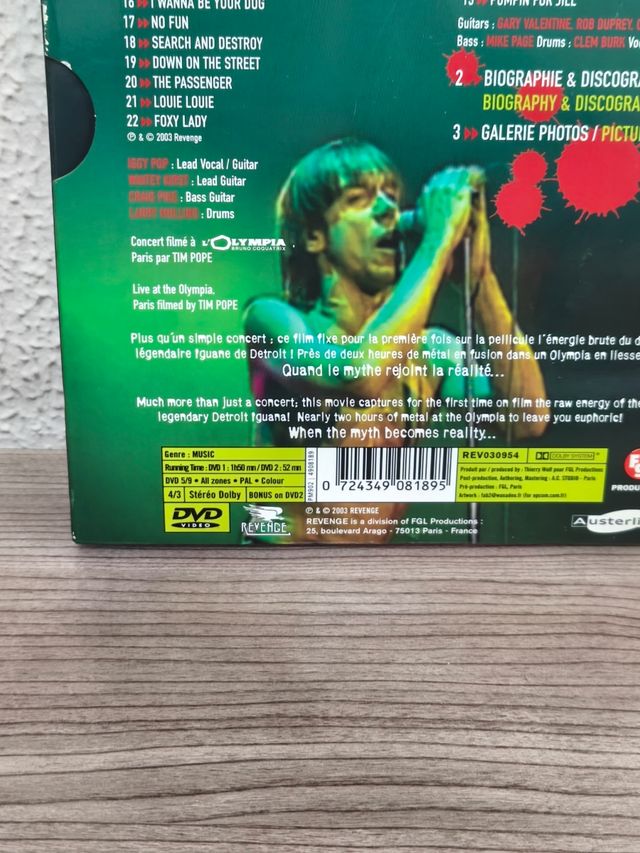 16 I WANNA BE YOUR DOG
17 NO FUN
18 SEARCH AND DESTROY
19 DOWN ON THE STREET
20 THE PASSENGER
21 LOUIE LOUIE
22 FOXY LADY
℗ & © 2003 Revenge
IGGY POP : Lead Vocal / Guitar
WHITEY KIRST : Lead Guitar
CRAIG PIKE : Bass Guitar
LARRY MULLINS : Drums
Concert filmé à L'OLYMPIA
BRUNO COQUATRIX
Paris par TIM POPE
Live at the Olympia,
Paris filmed by TIM POPE
15 PUMPIN FOR JILL
Guitars : GARY VALENTINE, ROB DUPREY,
Bass : MIKE PAGE Drums : CLEM BURK
2 BIOGRAPHIE & DISCOGRA
BIOGRAPHY & DISCOGRA
3 GALERIE PHOTOS / PICTU
Plus qu'un simple concert ; ce film fixe pour la première fois sur la pellicule l'énergie brute du d
légendaire Iguane de Detroit ! Près de deux heures de métal en fusion dans un Olympia en liesse
Quand le mythe rejoint la réalité...
Much more than just a concert; this movie captures for the first time on film the raw energy of the
legendary Detroit Iguana! Nearly two hours of metal at the Olympia to leave you euphoric!
When the myth becomes reality...
Genre : MUSIC
Running Time : DVD 1 : 1h50 mn / DVD 2 : 52 mn
DVD 5/9 • All zones • PAL • Colour
4/3 Stéréo Dolby BONUS on DVD2
PM902 4908189
0 724349 081895
REV030954 DOLBY SYSTEM
Produit par / produced by : Thierry Wolf pour FGL Productions
Post-production, Authoring, Mastering : A.C. STUDIO - Paris
Pré-production : FGL, Paris
DVD
VIDEO
REVENGE
℗ & © 2003 REVENGE
REVENGE is a division of FGL Productions :
25, boulevard Arago - 75013 Paris - France
PRODU
Austerli